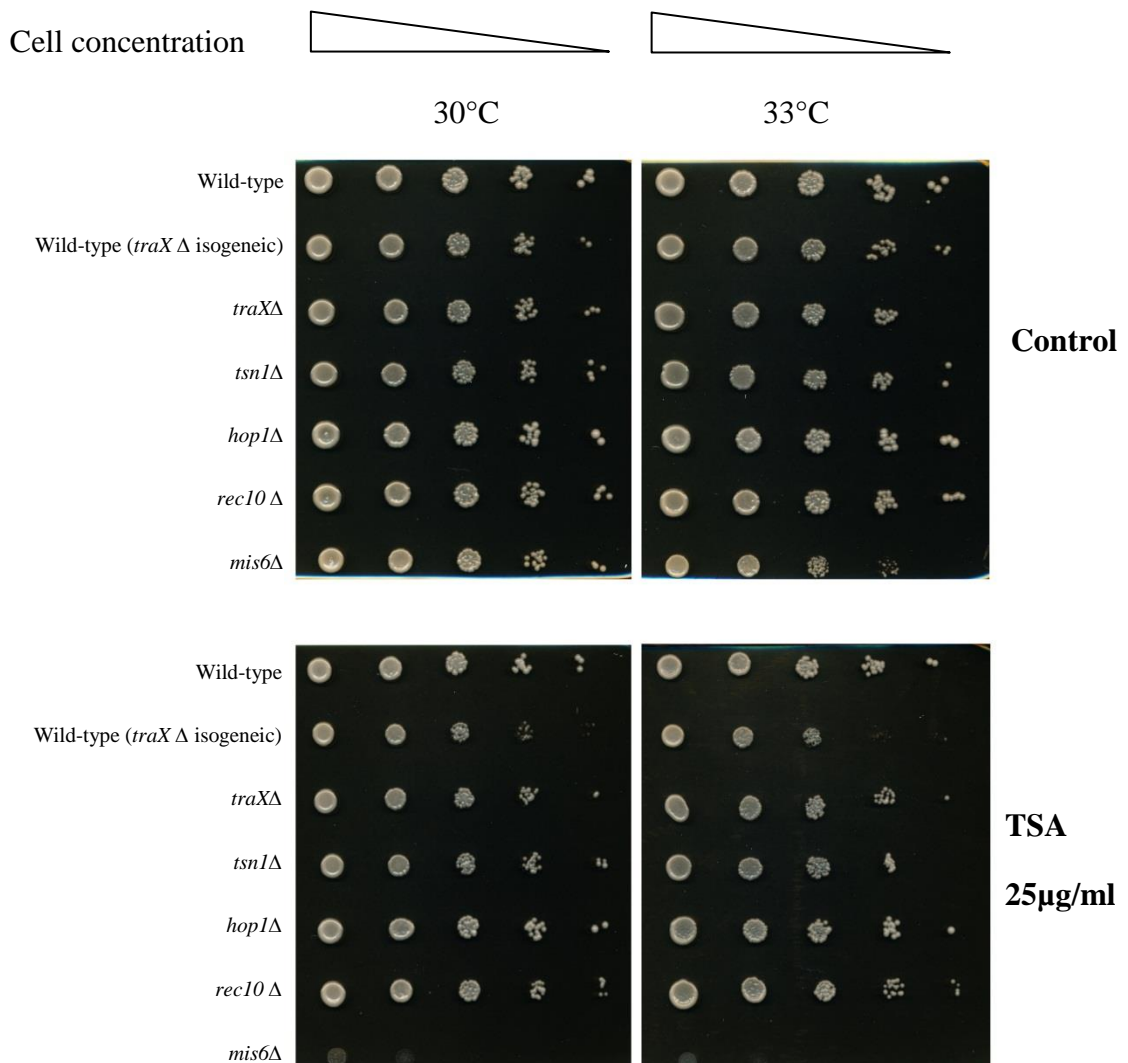 Cell concentration
30°C 33°C
Wild-type
Wild-type (traX Δ isogeneic)
traXΔ
tsn1Δ
hop1Δ
rec10 Δ
mis6Δ
Control
Wild-type
Wild-type (traX Δ isogeneic)
traXΔ
tsn1Δ
hop1Δ
rec10 Δ
mis6Δ
TSA
25µg/ml